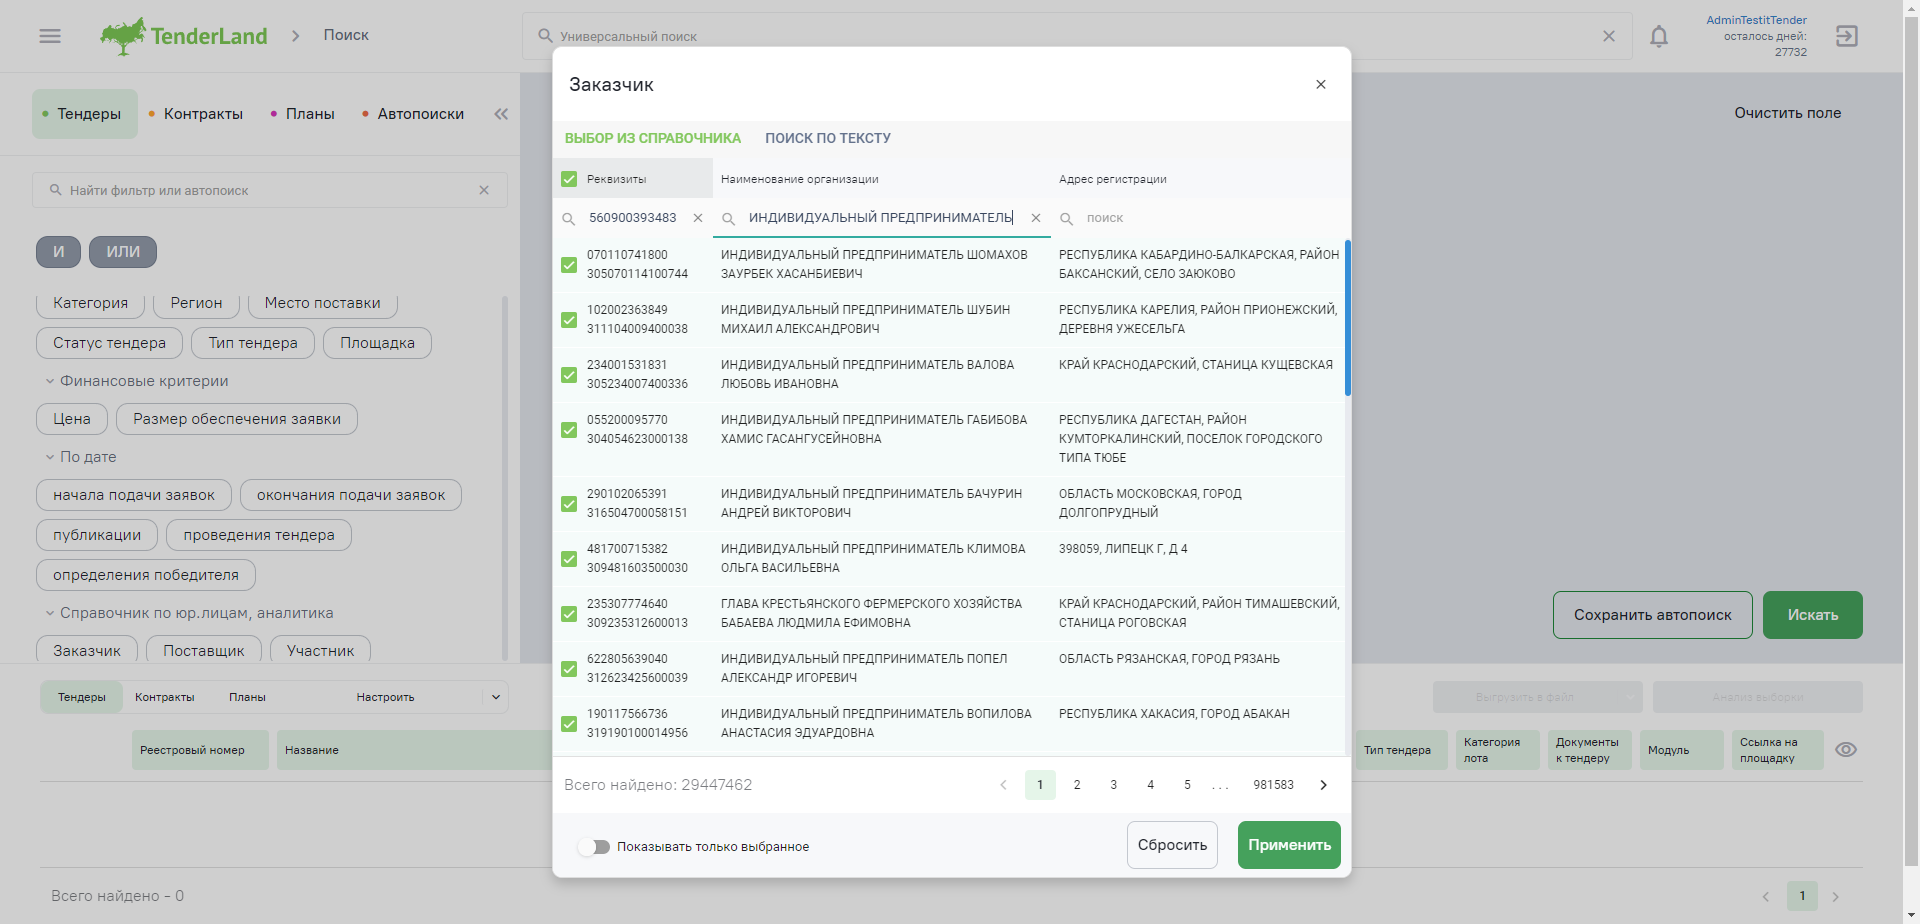 TenderLand
Поиск
Универсальный поиск
AdminTestitTender
осталось дней:
27732
Тендеры
Контракты
Планы
Автопоиски
Найти фильтр или автопоиск
И
ИЛИ
Категория
Регион
Место поставки
Статус тендера
Тип тендера
Площадка
Финансовые критерии
Цена
Размер обеспечения заявки
По дате
начала подачи заявок
окончания подачи заявок
публикации
проведения тендера
определения победителя
Справочник по юр.лицам, аналитика
Заказчик
Поставщик
Участник
Очистить поле
Сохранить автопоиск
Искать
Заказчик
ВЫБОР ИЗ СПРАВОЧНИКА
ПОИСК ПО ТЕКСТУ
Реквизиты
Наименование организации
Адрес регистрации
560900393483
ИНДИВИДУАЛЬНЫЙ ПРЕДПРИНИМАТЕЛЬ
поиск
070110741800
305070114100744
ИНДИВИДУАЛЬНЫЙ ПРЕДПРИНИМАТЕЛЬ ШОМАХОВ
ЗАУРБЕК ХАСАНБИЕВИЧ
РЕСПУБЛИКА КАБАРДИНО-БАЛКАРСКАЯ, РАЙОН
БАКСАНСКИЙ, СЕЛО ЗАЮКОВО
102002363849
311104009400038
ИНДИВИДУАЛЬНЫЙ ПРЕДПРИНИМАТЕЛЬ ШУБИН
МИХАИЛ АЛЕКСАНДРОВИЧ
РЕСПУБЛИКА КАРЕЛИЯ, РАЙОН ПРИОНЕЖСКИЙ,
ДЕРЕВНЯ УЖЕСЕЛЬГА
234001531831
305234007400336
ИНДИВИДУАЛЬНЫЙ ПРЕДПРИНИМАТЕЛЬ ВАЛОВА
ЛЮБОВЬ ИВАНОВНА
КРАЙ КРАСНОДАРСКИЙ, СТАНИЦА КУЩЕВСКАЯ
055200095770
304054623000138
ИНДИВИДУАЛЬНЫЙ ПРЕДПРИНИМАТЕЛЬ ГАБИБОВА
ХАМИС ГАСАНГУСЕЙНОВНА
РЕСПУБЛИКА ДАГЕСТАН, РАЙОН
КУМТОРКАЛИНСКИЙ, ПОСЕЛОК ГОРОДСКОГО
ТИПА ТЮБЕ
290102065391
316504700058151
ИНДИВИДУАЛЬНЫЙ ПРЕДПРИНИМАТЕЛЬ БАЧУРИН
АНДРЕЙ ВИКТОРОВИЧ
ОБЛАСТЬ МОСКОВСКАЯ, ГОРОД
ДОЛГОПРУДНЫЙ
481700715382
309481603500030
ИНДИВИДУАЛЬНЫЙ ПРЕДПРИНИМАТЕЛЬ КЛИМОВА
ОЛЬГА ВАСИЛЬЕВНА
398059, ЛИПЕЦК Г, Д 4
235307774640
309235312600013
ГЛАВА КРЕСТЬЯНСКОГО ФЕРМЕРСКОГО ХОЗЯЙСТВА
БАБАЕВА ЛЮДМИЛА ЕФИМОВНА
КРАЙ КРАСНОДАРСКИЙ, РАЙОН ТИМАШЕВСКИЙ,
СТАНИЦА РОГОВСКАЯ
622805639040
312623425600039
ИНДИВИДУАЛЬНЫЙ ПРЕДПРИНИМАТЕЛЬ ПОПЕЛ
АЛЕКСАНДР ИГОРЕВИЧ
ОБЛАСТЬ РЯЗАНСКАЯ, ГОРОД РЯЗАНЬ
190117566736
319190100014956
ИНДИВИДУАЛЬНЫЙ ПРЕДПРИНИМАТЕЛЬ ВОПИЛОВА
АНАСТАСИЯ ЭДУАРДОВНА
РЕСПУБЛИКА ХАКАСИЯ, ГОРОД АБАКАН
Всего найдено: 29447462
1 2 3 4 5 ... 981583
Показывать только выбранное
Сбросить
Применить
Тендеры
Контракты
Планы
Настроить
Выгрузить в файл
Анализ выборки
Реестровый номер
Название
Тип тендера
Категория
лота
Документы
к тендеру
Модуль
Ссылка на
площадку
Всего найдено - 0
1